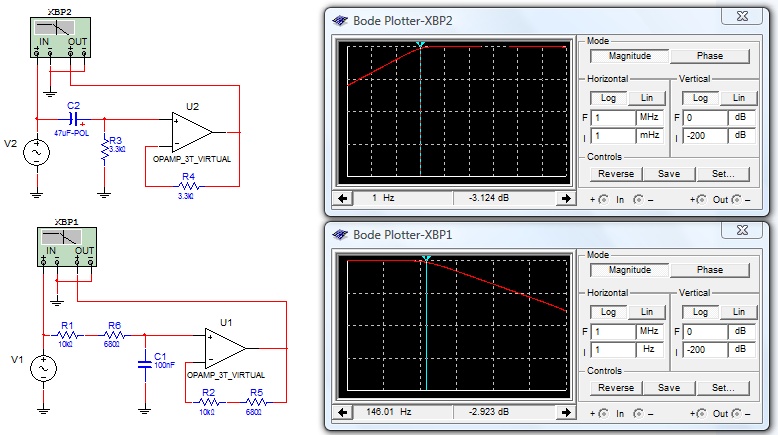 XBP2
IN OUT
C2
47uF-POL
V2
R3
3.3kΩ
U2
OPAMP_3T_VIRTUAL
R4
3.3kΩ
Bode Plotter-XBP2
Mode
Magnitude Phase
Horizontal Vertical
Log Lin Log Lin
F 1 MHz F 0 dB
I 1 mHz I -200 dB
Controls
Reverse Save Set...
1 Hz -3.124 dB
+ In - + Out -
XBP1
IN OUT
R1
10kΩ
R6
680Ω
V1
C1
100nF
U1
OPAMP_3T_VIRTUAL
R2
10kΩ
R5
680Ω
Bode Plotter-XBP1
Mode
Magnitude Phase
Horizontal Vertical
Log Lin Log Lin
F 1 MHz F 0 dB
I 1 Hz I -200 dB
Controls
Reverse Save Set...
146.01 Hz -2.923 dB
+ In - + Out -